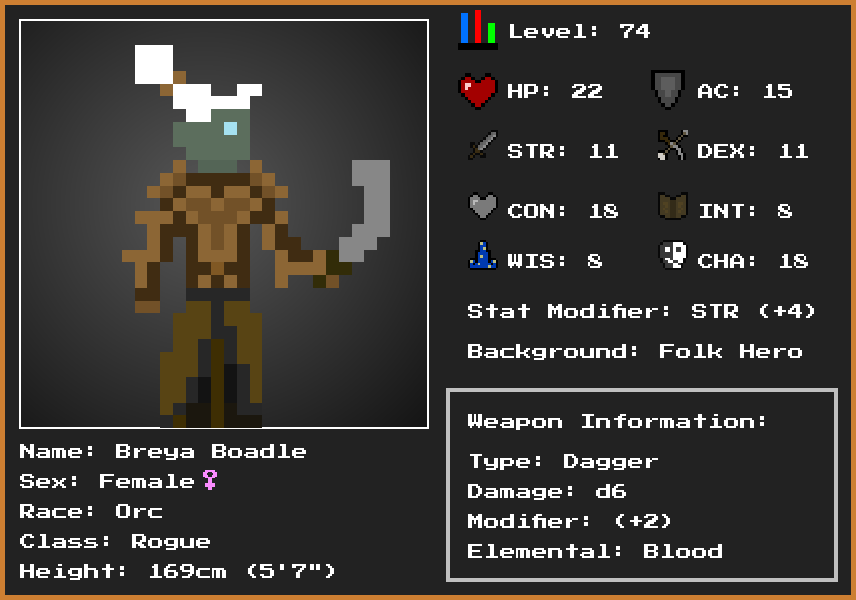 Level: 74
HP: 22
AC: 15
STR: 11
DEX: 11
CON: 18
INT: 8
WIS: 8
CHA: 18
Stat Modifier: STR (+4)
Background: Folk Hero
Weapon Information:
Type: Dagger
Damage: d6
Modifier: (+2)
Elemental: Blood
Name: Breya Boadle
Sex: Female♀
Race: Orc
Class: Rogue
Height: 169cm (5'7")